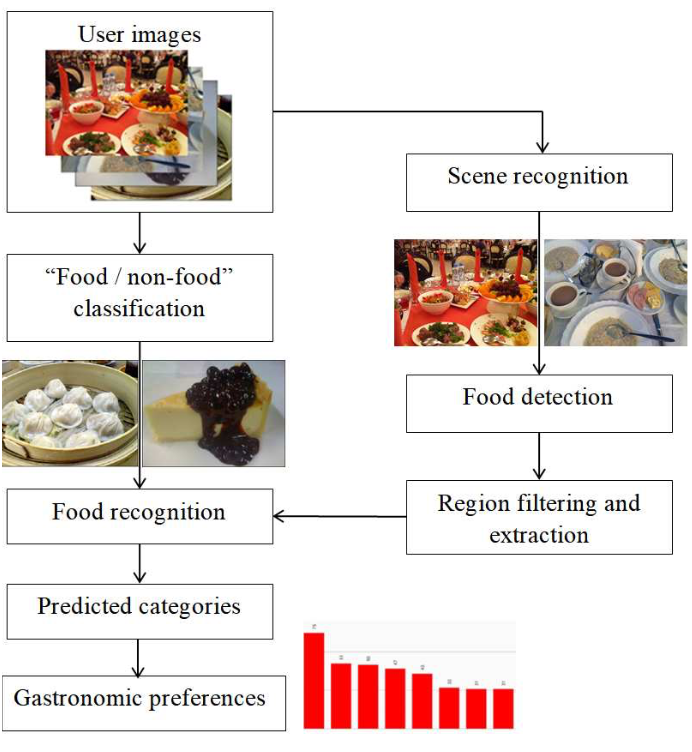 User images
Scene recognition
“Food / non-food”
classification
Food detection
Food recognition
Region filtering and
extraction
Predicted categories
Gastronomic preferences